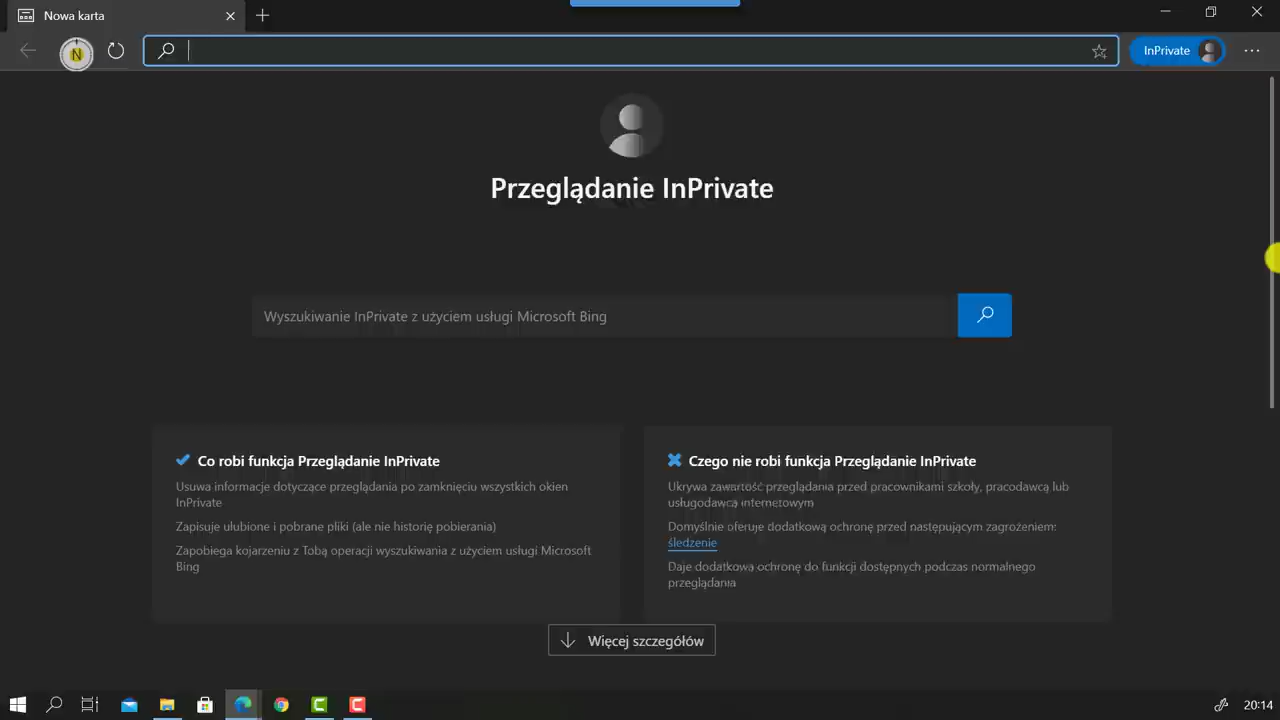 Nowa karta
N
InPrivate
Przeglądanie InPrivate
Wyszukiwanie InPrivate z użyciem usługi Microsoft Bing
Co robi funkcja Przeglądanie InPrivate
Usuwa informacje dotyczące przeglądania po zamknięciu wszystkich okien
InPrivate
Zapisuje ulubione i pobrane pliki (ale nie historię pobierania)
Zapobiega kojarzeniu z Tobą operacji wyszukiwania z użyciem usługi Microsoft
Bing
Czego nie robi funkcja Przeglądanie InPrivate
Ukrywa zawartość przeglądania przed pracownikami szkoły, pracodawcą lub
usługodawcą internetowym
Domyślnie oferuje dodatkową ochronę przed następującym zagrożeniem:
śledzenie
Daje dodatkową ochronę do funkcji dostępnych podczas normalnego
przeglądania
Więcej szczegółów
20:14